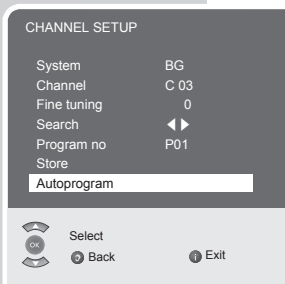 CHANNEL SETUP
System BG
Channel C 03
Fine tuning 0
Search
Program no P01
Store
Autoprogram
OK
Select
Back
i Exit